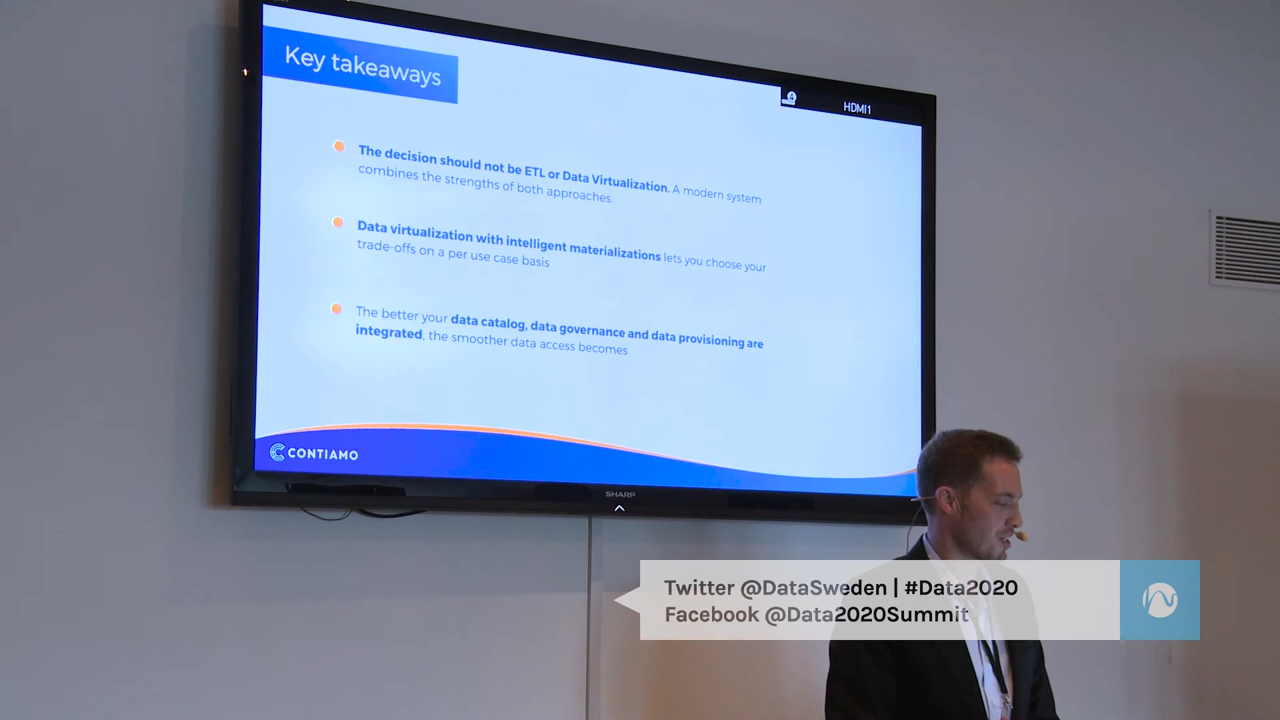 Key takeaways
HDMI1
The decision should not be ETL or Data Virtualization. A modern system
combines the strengths of both approaches.
Data virtualization with intelligent materializations lets you choose your
trade-offs on a per use case basis
The better your data catalog, data governance and data provisioning are
integrated, the smoother data access becomes
CONTIAMO
SHARP
Twitter @DataSweden | #Data2020
Facebook @Data2020Summit